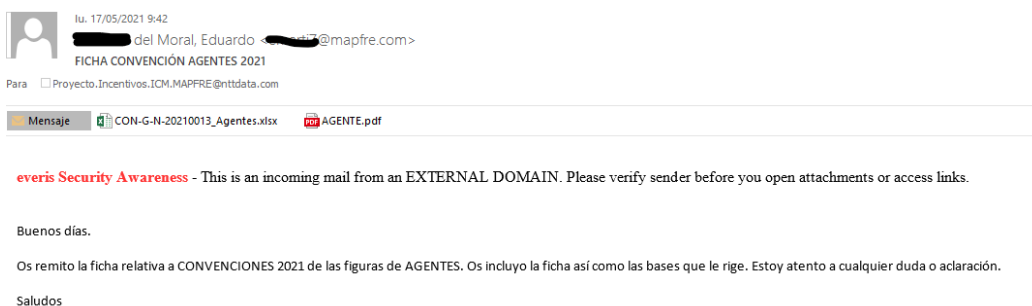 lu. 17/05/2021 9:42
del Moral, Eduardo < @mapfre.com>
FICHA CONVENCIÓN AGENTES 2021
Para Proyecto.Incentivos.ICM.MAPFRE@nttdata.com
Mensaje CON-G-N-20210013_Agentes.xlsx AGENTE.pdf
everis Security Awareness - This is an incoming mail from an EXTERNAL DOMAIN. Please verify sender before you open attachments or access links.
Buenos días.
Os remito la ficha relativa a CONVENCIONES 2021 de las figuras de AGENTES. Os incluyo la ficha así como las bases que le rige. Estoy atento a cualquier duda o aclaración.
Saludos